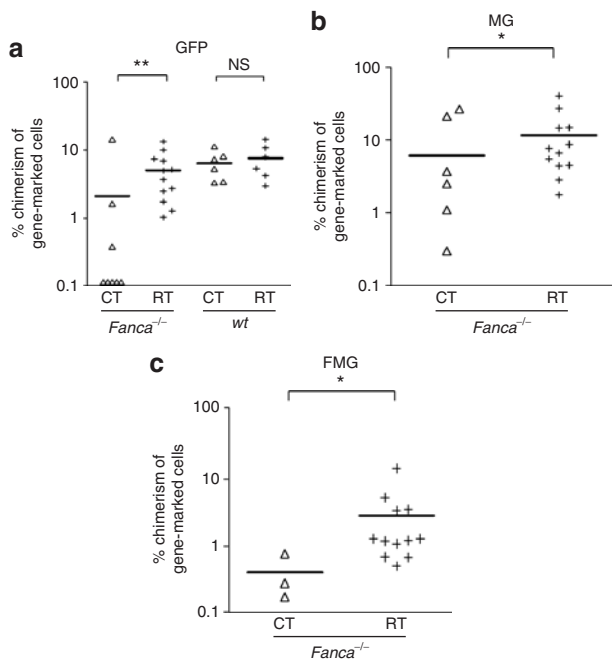 a
GFP
**
NS
% chimerism of
gene-marked cells
100
10
1
0.1
CT RT CT RT
Fanca−/− wt
b
MG
*
% chimerism of
gene-marked cells
100
10
1
0.1
CT RT
Fanca−/−
c
FMG
*
% chimerism of
gene-marked cells
100
10
1
0.1
CT RT
Fanca−/−